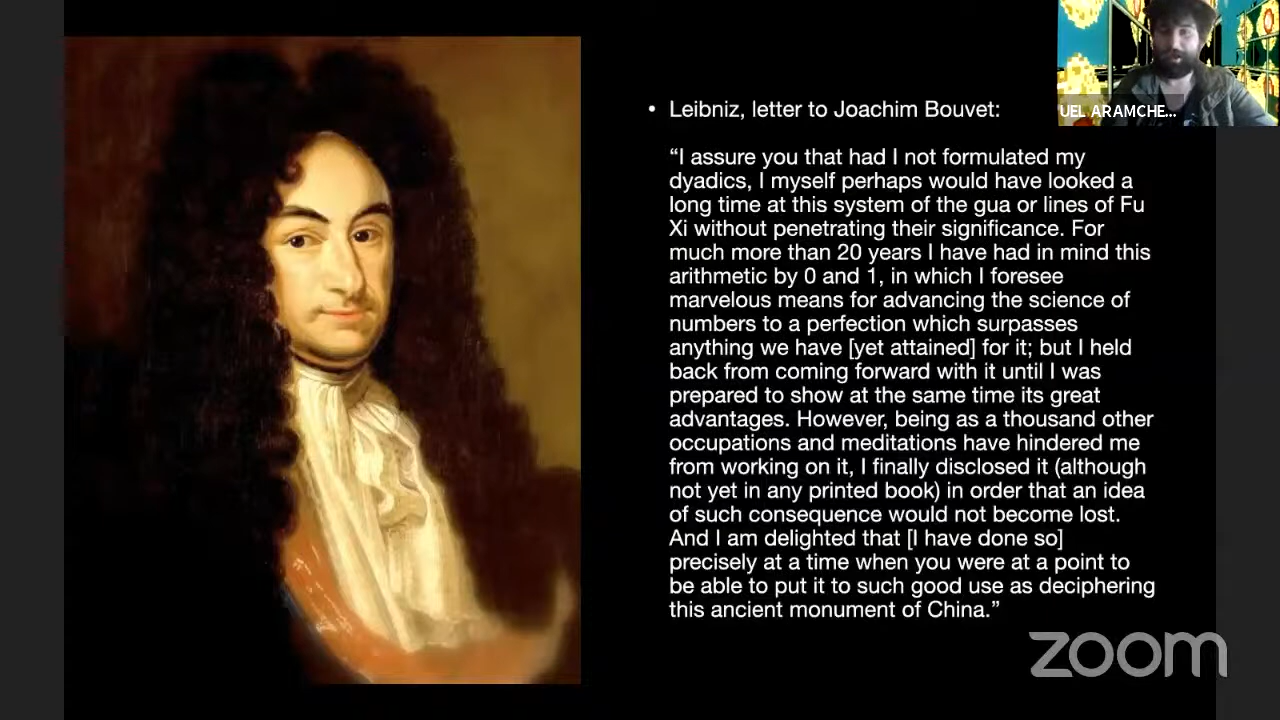 • Leibniz, letter to Joachim Bouvet:
“I assure you that had I not formulated my
dyadics, I myself perhaps would have looked a
long time at this system of the gua or lines of Fu
Xi without penetrating their significance. For
much more than 20 years I have had in mind this
arithmetic by 0 and 1, in which I foresee
marvelous means for advancing the science of
numbers to a perfection which surpasses
anything we have [yet attained] for it; but I held
back from coming forward with it until I was
prepared to show at the same time its great
advantages. However, being as a thousand other
occupations and meditations have hindered me
from working on it, I finally disclosed it (although
not yet in any printed book) in order that an idea
of such consequence would not become lost.
And I am delighted that [I have done so]
precisely at a time when you were at a point to
be able to put it to such good use as deciphering
this ancient monument of China.”
UEL ARAMCHE...
zoom